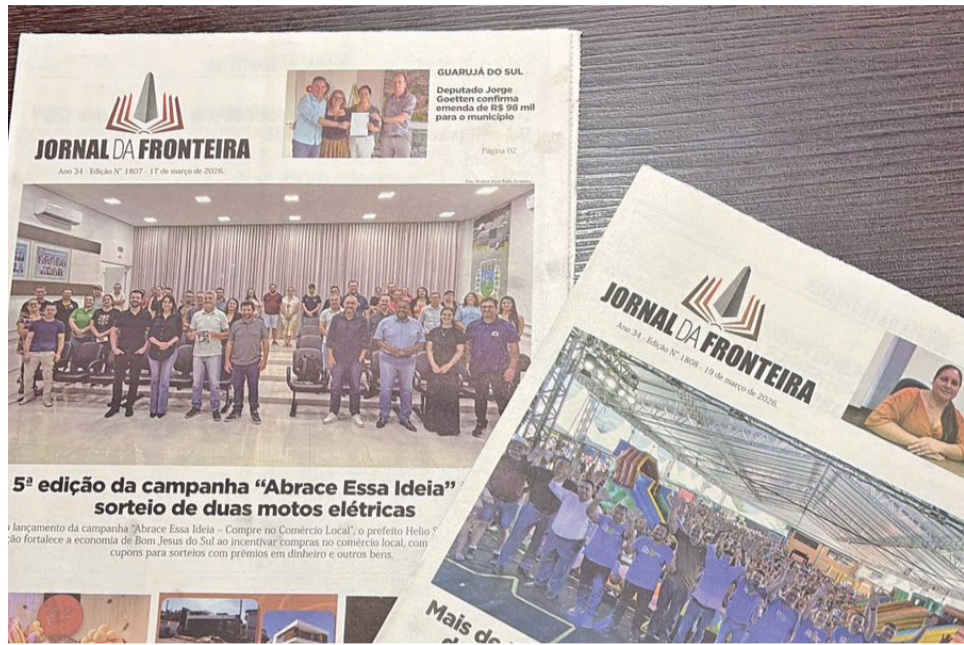 GUARUJÁ DO SUL
Deputado Jorge
Goetten confirma
emenda de R$ 98 mil
para o município
Página 02
JORNAL DA FRONTEIRA
Ano 34 - Edição Nº 1807 - 17 de março de 2026.
5ª edição da campanha “Abrace Essa Ideia”
sorteio de duas motos elétricas
lançamento da campanha “Abrace Essa Ideia – Compre no Comércio Local”, o prefeito Helio S
ção fortalece a economia de Bom Jesus do Sul ao incentivar compras no comércio local, com
cupons para sorteios com prêmios em dinheiro e outros bens.
JORNAL DA FRONTEIRA
Ano 34 - Edição Nº 1808 - 19 de março de 2026.
Mais de